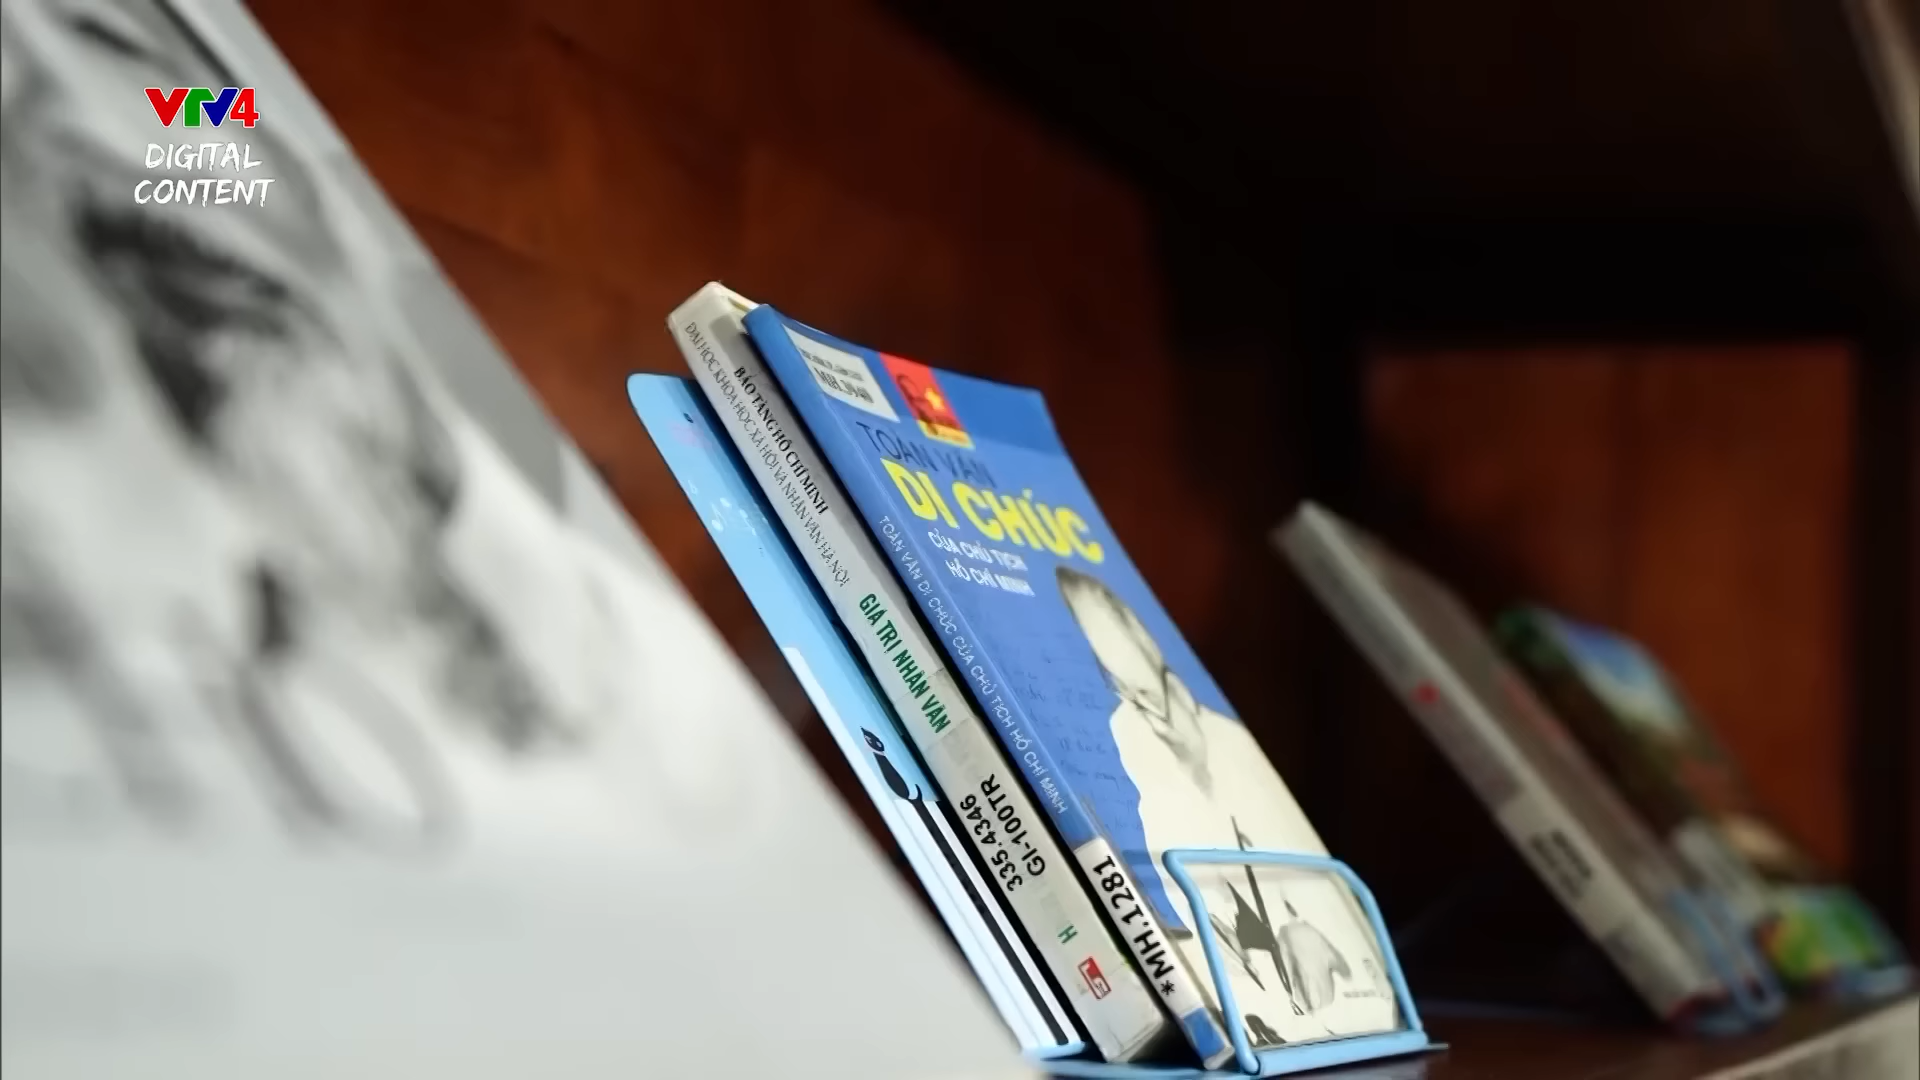 VTV4
DIGITAL
CONTENT
ĐẠI HỌC KHOA HỌC XÃ HỘI VÀ NHÂN VĂN HÀ NỘI
BẢO TÀNG HỒ CHÍ MINH
GIÁ TRỊ NHÂN VĂN
335.4346
GI-100TR
H
MH.3948
TOÀN VĂN
DI CHÚC
CỦA CHỦ TỊCH
HỒ CHÍ MINH
TOÀN VĂN DI CHÚC CỦA CHỦ TỊCH HỒ CHÍ MINH
*MH.1281